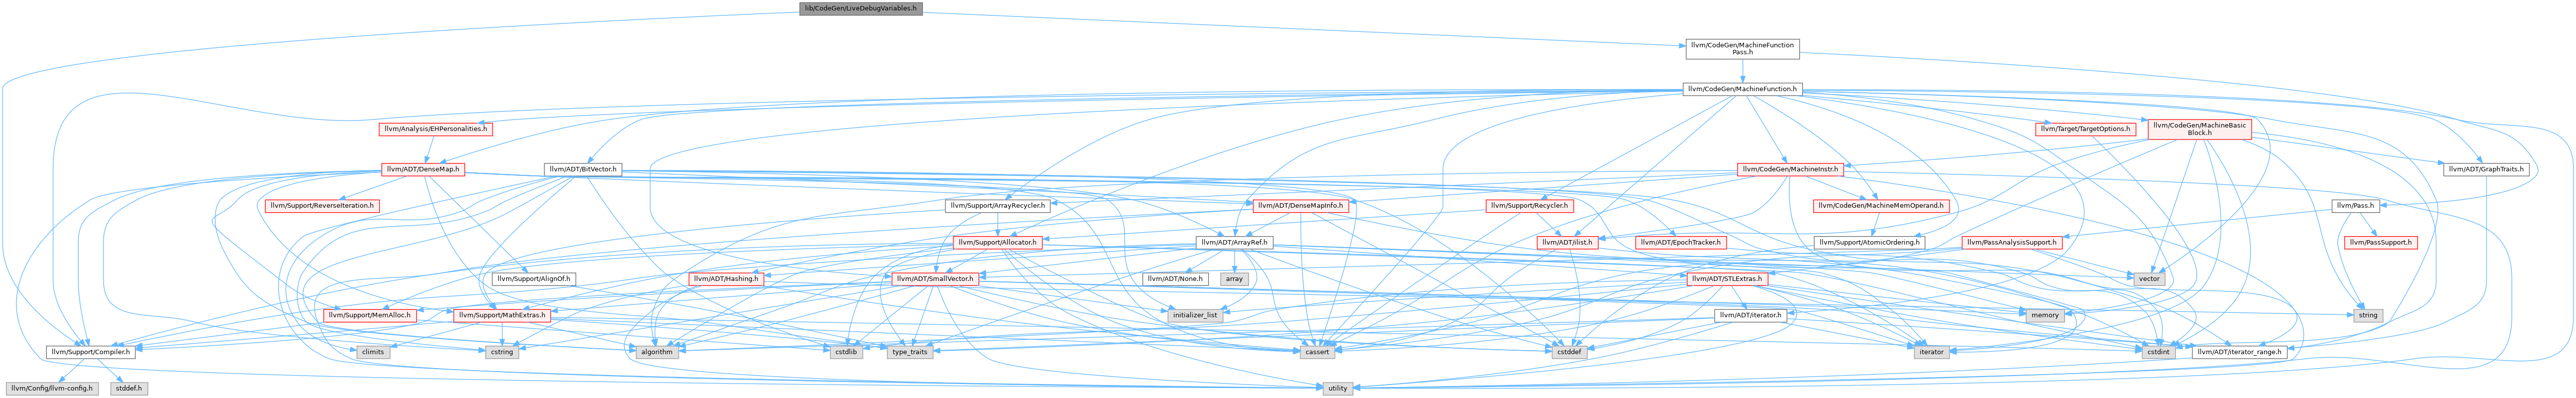 lib/CodeGen/LiveDebugVariables.h
llvm/CodeGen/MachineFunction
Pass.h
llvm/CodeGen/MachineFunction.h
llvm/Analysis/EHPersonalities.h
llvm/Target/TargetOptions.h
llvm/CodeGen/MachineBasic
Block.h
llvm/ADT/DenseMap.h
llvm/ADT/BitVector.h
llvm/CodeGen/MachineInstr.h
llvm/ADT/GraphTraits.h
llvm/Support/ReverseIteration.h
llvm/Support/ArrayRecycler.h
llvm/ADT/DenseMapInfo.h
llvm/Support/Recycler.h
llvm/CodeGen/MachineMemOperand.h
llvm/Pass.h
llvm/Support/Allocator.h
llvm/ADT/ArrayRef.h
llvm/ADT/EpochTracker.h
llvm/ADT/ilist.h
llvm/Support/AtomicOrdering.h
llvm/PassAnalysisSupport.h
llvm/PassSupport.h
llvm/Support/AlignOf.h
llvm/ADT/Hashing.h
llvm/ADT/SmallVector.h
llvm/ADT/None.h
array
llvm/ADT/STLExtras.h
vector
llvm/Support/MemAlloc.h
llvm/Support/MathExtras.h
initializer_list
llvm/ADT/iterator.h
memory
string
llvm/Support/Compiler.h
climits
cstring
algorithm
cstdlib
type_traits
cassert
cstddef
iterator
cstdint
llvm/ADT/iterator_range.h
llvm/Config/llvm-config.h
stddef.h
utility